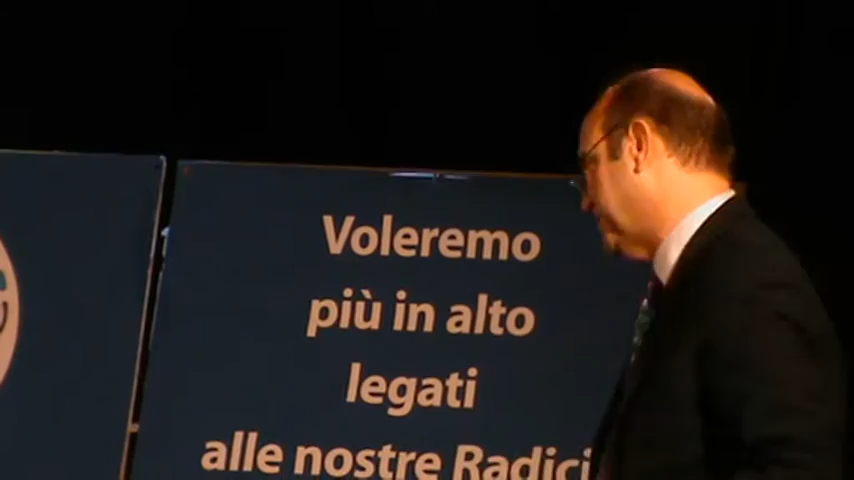 Voleremo
più in alto
legati
alle nostre Radici